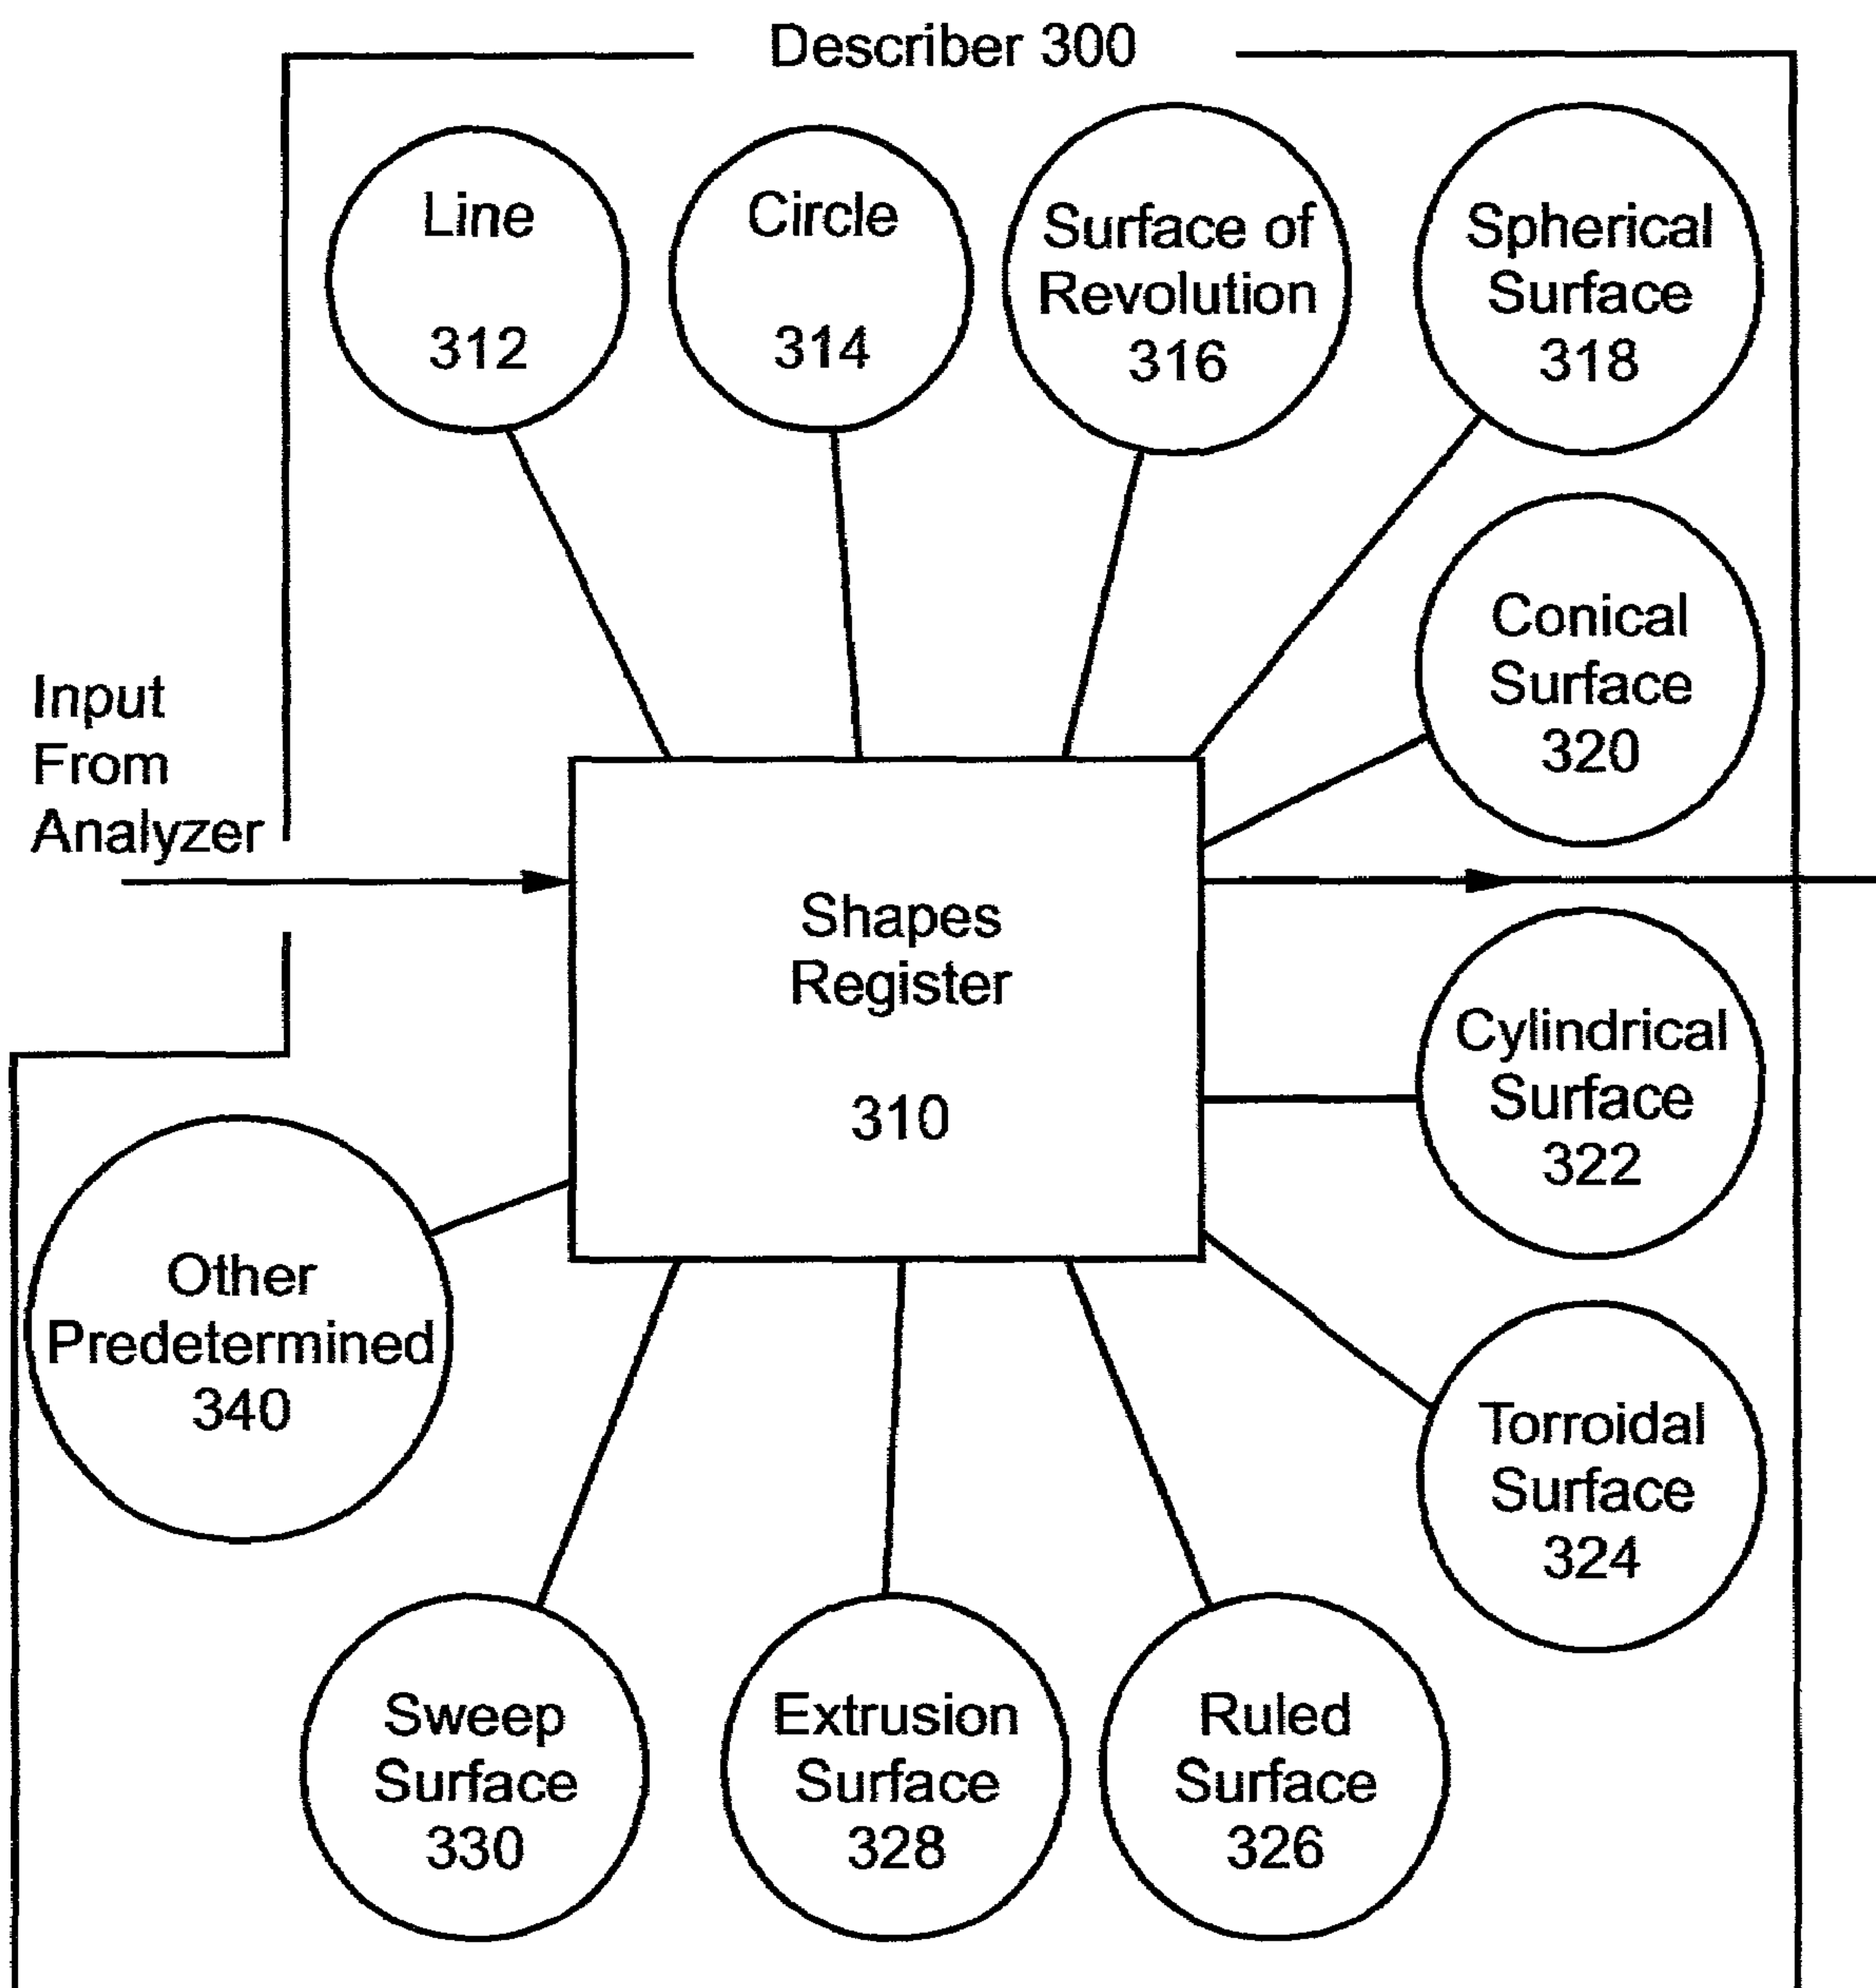 Describer 300
Line
312
Circle
314
Surface of
Revolution
316
Spherical
Surface
318
Conical
Surface
320
Input
From
Analyzer
Shapes
Register
310
Cylindrical
Surface
322
Other
Predetermined
340
Torroidal
Surface
324
Sweep
Surface
330
Extrusion
Surface
328
Ruled
Surface
326